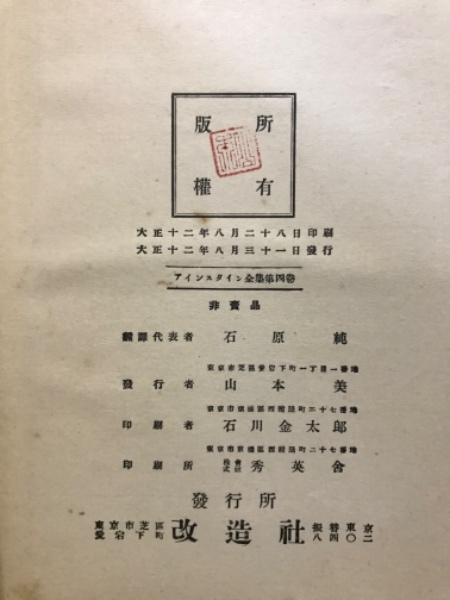 版權所有
大正十二年八月二十八日印刷
大正十二年八月三十一日發行
アインスタイン全集第四卷
非賣品
飜譯代表者 石原純
東京市芝區愛宕下町一丁目一番地
發行者 山本美
東京市京橋區西紺屋町二十七番地
印刷者 石川金太郎
東京市京橋區西紺屋町二十七番地
印刷所 株式會社 秀英舍
發行所
東京市芝區愛宕下町 改造社 振替東京八四〇二